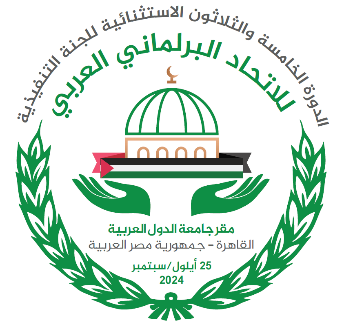 الدورة الخامسة والثلاثون الاستثنائية للجنة التنفيذية
للاتحاد البرلماني العربي
مقر جامعة الدول العربية
القاهرة - جمهورية مصر العربية
25 أيلول/سبتمبر
2024